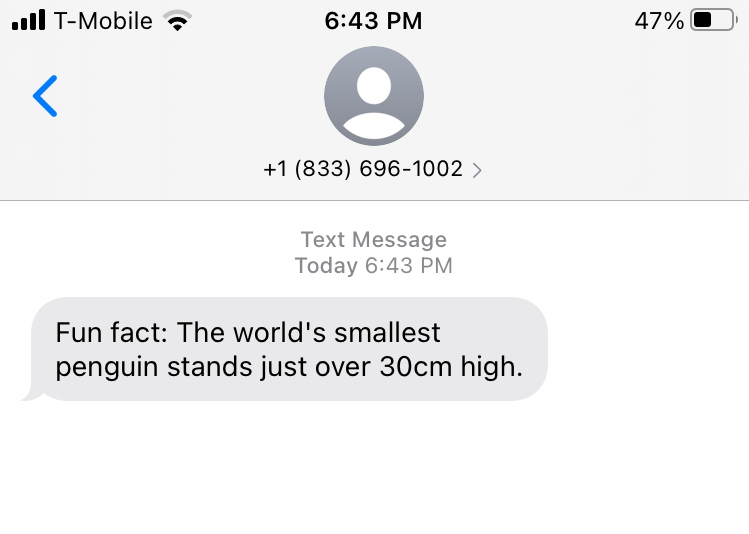 T-Mobile 6:43 PM 47%
+1 (833) 696-1002
Text Message
Today 6:43 PM
Fun fact: The world's smallest
penguin stands just over 30cm high.